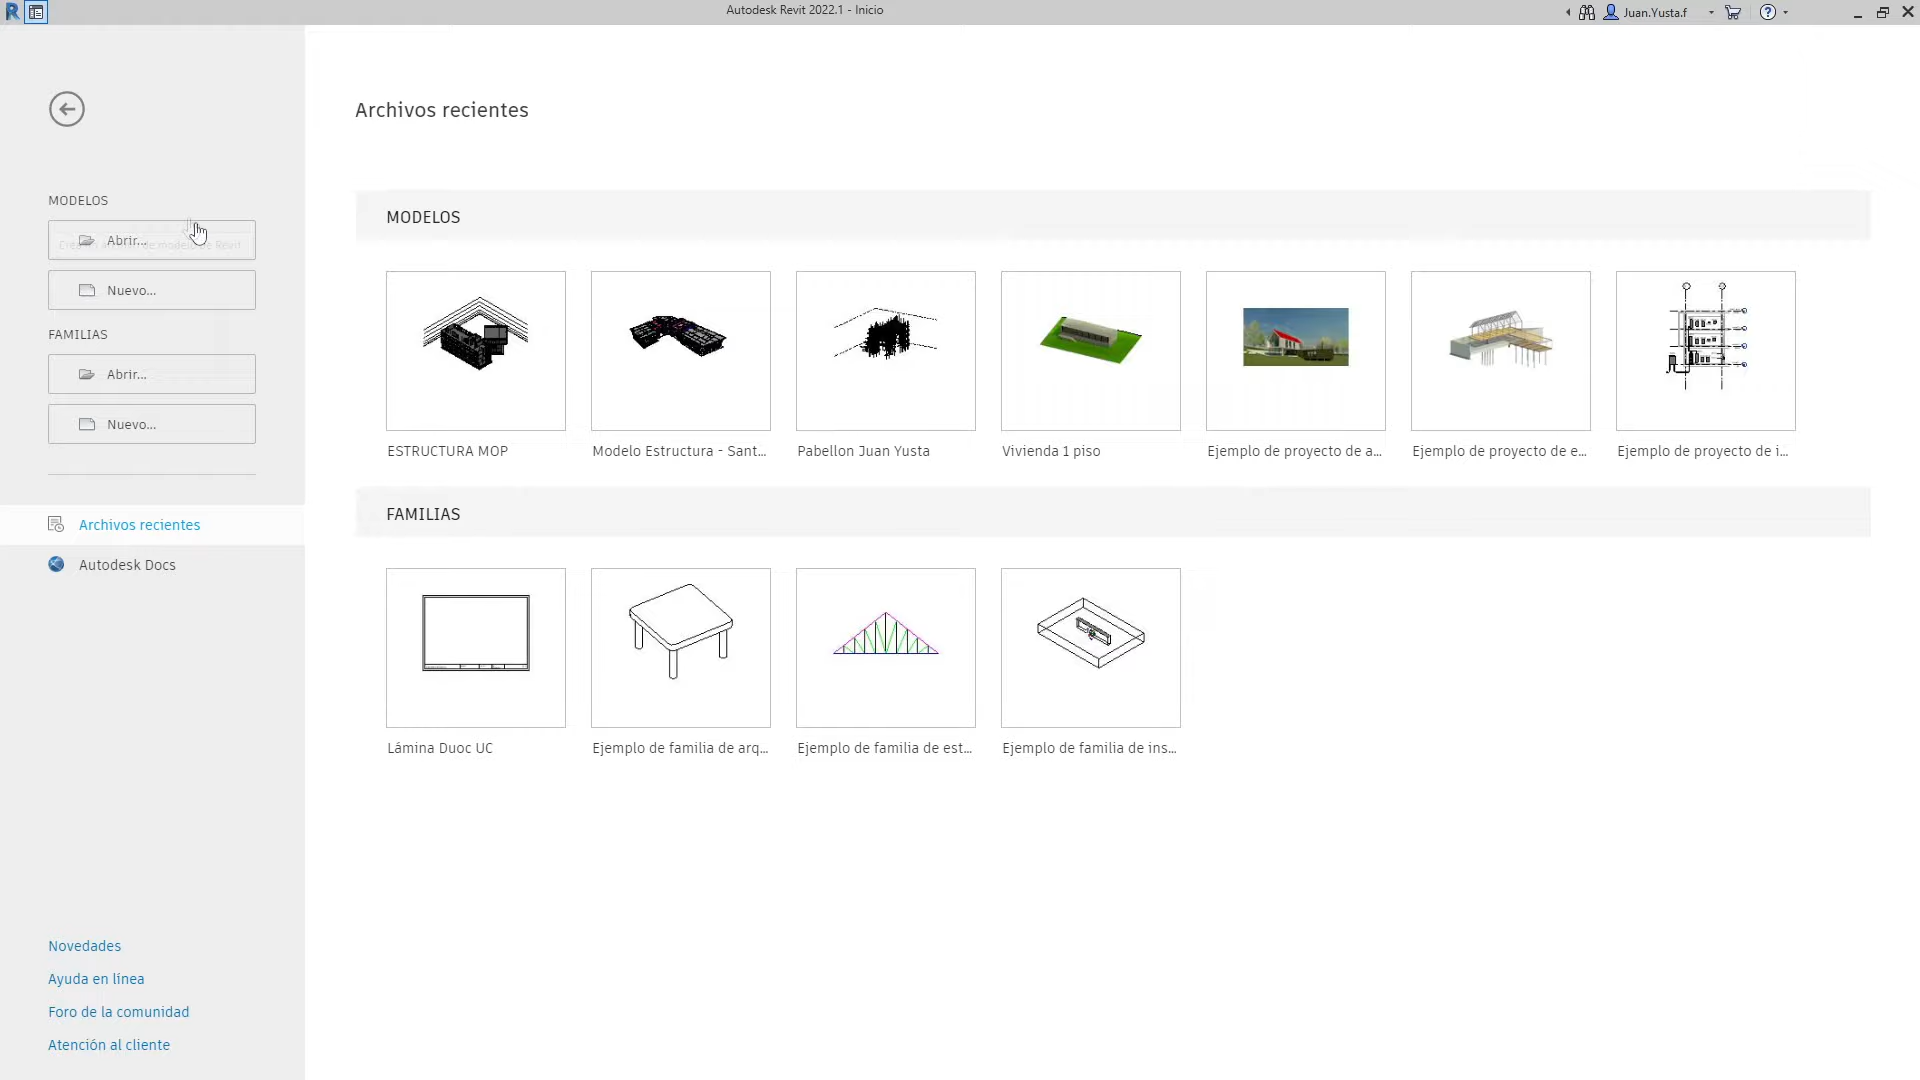 Autodesk Revit 2022.1 - Inicio
Juan.Yusta.f
Archivos recientes
MODELOS
Abrir...
Nuevo...
FAMILIAS
Abrir...
Nuevo...
Archivos recientes
Autodesk Docs
Novedades
Ayuda en línea
Foro de la comunidad
Atención al cliente
MODELOS
ESTRUCTURA MOP
Modelo Estructura - Sant...
Pabellon Juan Yusta
Vivienda 1 piso
Ejemplo de proyecto de a...
Ejemplo de proyecto de e...
Ejemplo de proyecto de i...
FAMILIAS
Lámina Duoc UC
Ejemplo de familia de arq...
Ejemplo de familia de est...
Ejemplo de familia de ins...